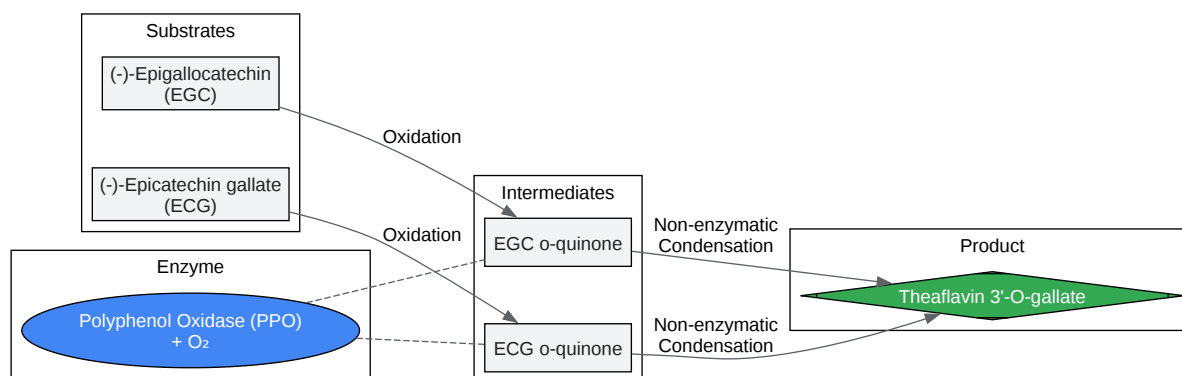 Substrates
(-)-Epigallocatechin
(EGC)
Oxidation
(-)-Epicatechin gallate
(ECG)
Oxidation
Enzyme
Polyphenol Oxidase (PPO)
+ O₂
Intermediates
EGC o-quinone
ECG o-quinone
Non-enzymatic
Condensation
Non-enzymatic
Condensation
Product
Theaflavin 3'-O-gallate